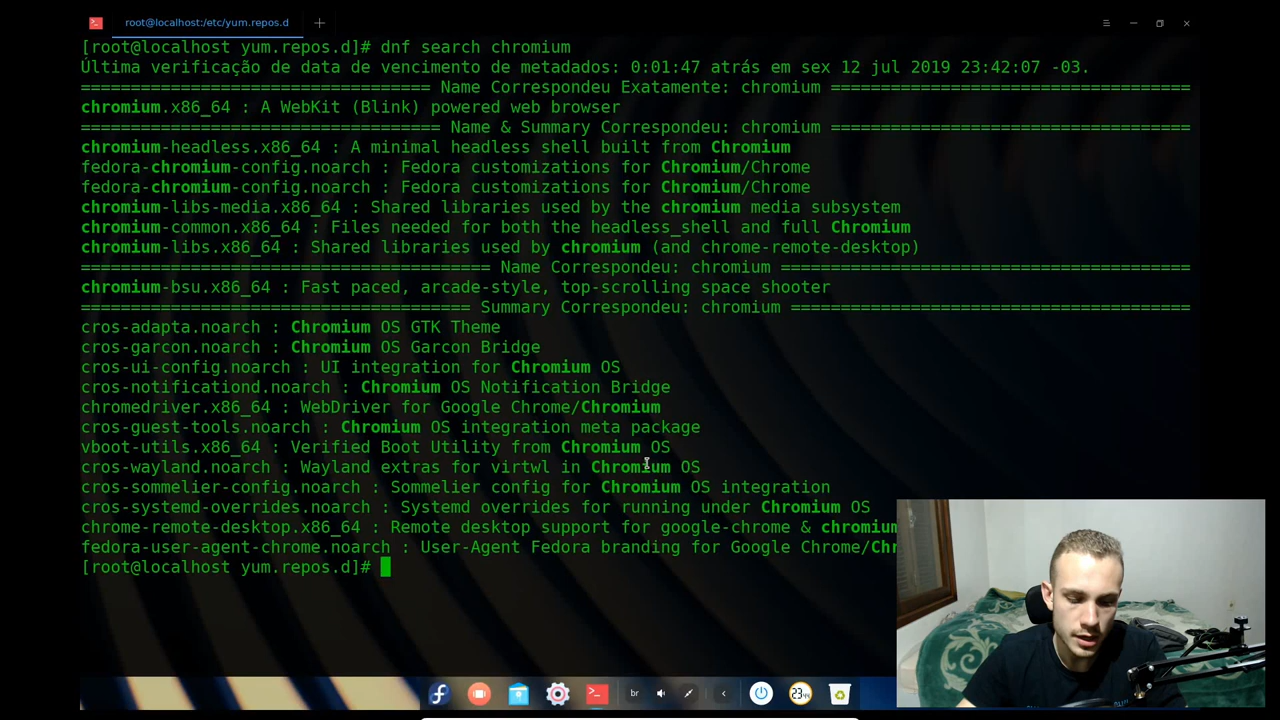 root@localhost:/etc/yum.repos.d
[root@localhost yum.repos.d]# dnf search chromium
Última verificação de data de vencimento de metadados: 0:01:47 atrás em sex 12 jul 2019 23:42:07 -03.
=================================== Name Correspondeu Exatamente: chromium ====================================
chromium.x86_64 : A WebKit (Blink) powered web browser
==================================== Name & Summary Correspondeu: chromium ====================================
chromium-headless.x86_64 : A minimal headless shell built from Chromium
fedora-chromium-config.noarch : Fedora customizations for Chromium/Chrome
fedora-chromium-config.noarch : Fedora customizations for Chromium/Chrome
chromium-libs-media.x86_64 : Shared libraries used by the chromium media subsystem
chromium-common.x86_64 : Files needed for both the headless_shell and full Chromium
chromium-libs.x86_64 : Shared libraries used by chromium (and chrome-remote-desktop)
========================================= Name Correspondeu: chromium =========================================
chromium-bsu.x86_64 : Fast paced, arcade-style, top-scrolling space shooter
======================================= Summary Correspondeu: chromium ========================================
cros-adapta.noarch : Chromium OS GTK Theme
cros-garcon.noarch : Chromium OS Garcon Bridge
cros-ui-config.noarch : UI integration for Chromium OS
cros-notificationd.noarch : Chromium OS Notification Bridge
chromedriver.x86_64 : WebDriver for Google Chrome/Chromium
cros-guest-tools.noarch : Chromium OS integration meta package
vboot-utils.x86_64 : Verified Boot Utility from Chromium OS
cros-wayland.noarch : Wayland extras for virtwl in Chromium OS
cros-sommelier-config.noarch : Sommelier config for Chromium OS integration
cros-systemd-overrides.noarch : Systemd overrides for running under Chromium OS
chrome-remote-desktop.x86_64 : Remote desktop support for google-chrome & chromium
fedora-user-agent-chrome.noarch : User-Agent Fedora branding for Google Chrome/Chr
[root@localhost yum.repos.d]#
br